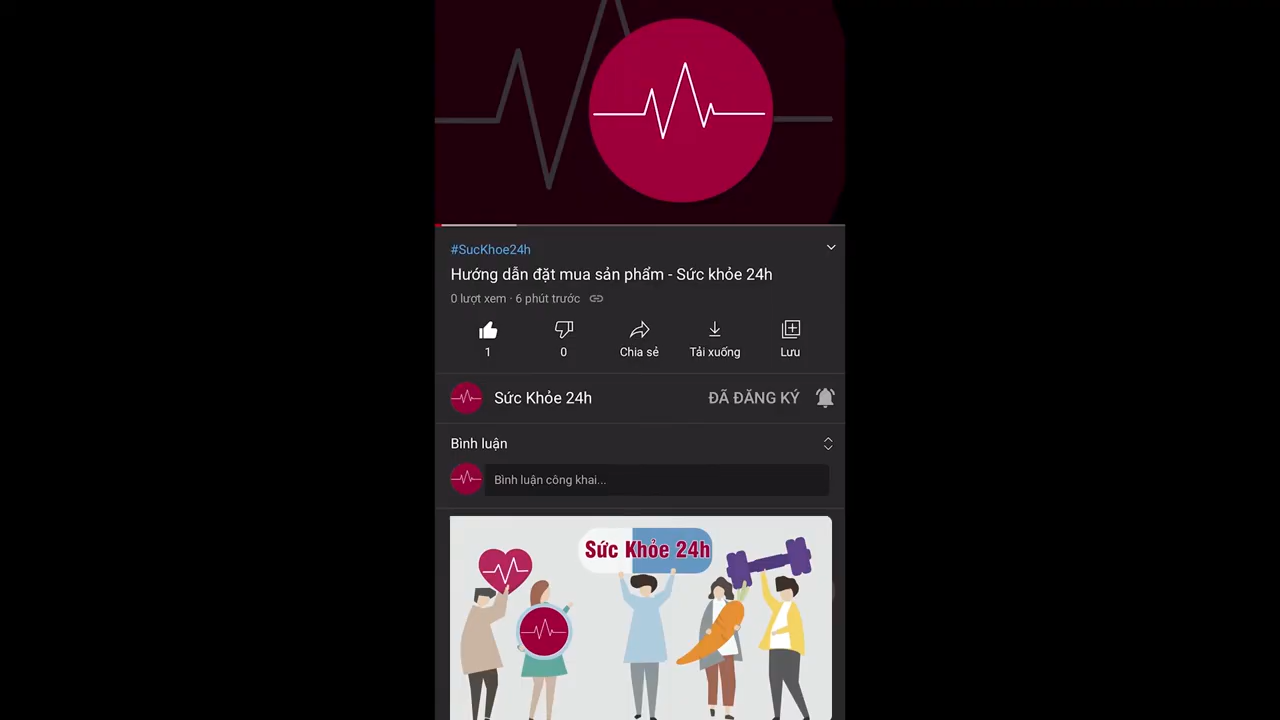 #SucKhoe24h
Hướng dẫn đặt mua sản phẩm - Sức khỏe 24h
0 lượt xem · 6 phút trước
1
0
Chia sẻ
Tải xuống
Lưu
Sức Khỏe 24h
ĐÃ ĐĂNG KÝ
Bình luận
Bình luận công khai...
Sức Khỏe 24h